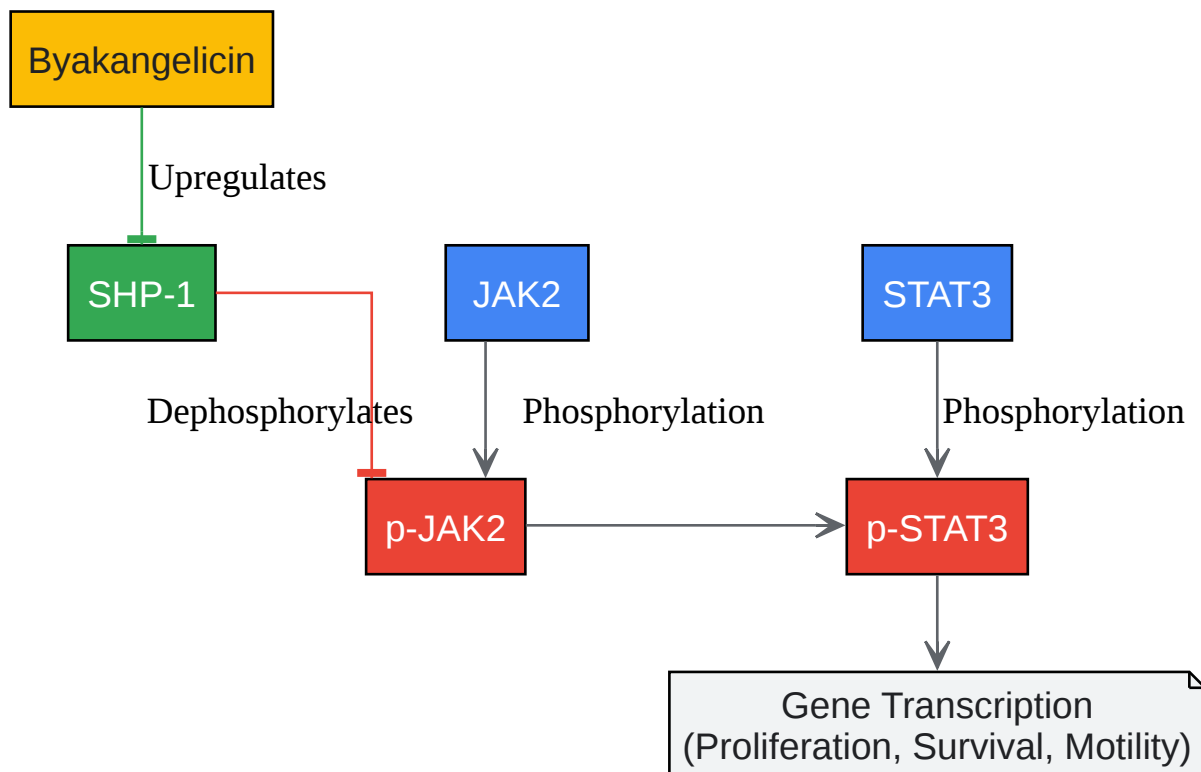 Byakangelicin
Upregulates
SHP-1
JAK2
STAT3
Dephosphorylates
Phosphorylation
Phosphorylation
p-JAK2
p-STAT3
Gene Transcription
(Proliferation, Survival, Motility)